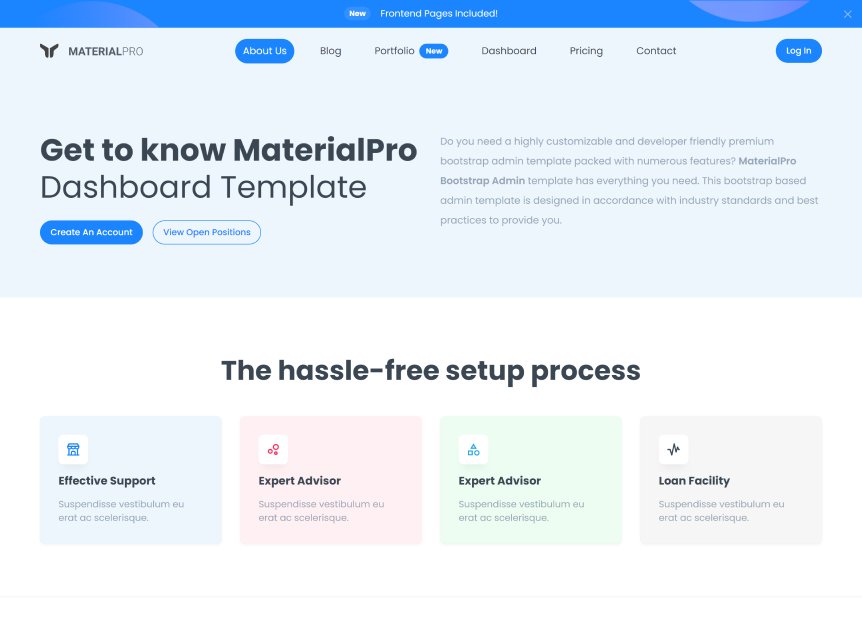 New Frontend Pages Included!
MATERIALPRO
About Us Blog Portfolio New Dashboard Pricing Contact
Log In
Get to know MaterialPro
Dashboard Template
Create An Account View Open Positions
Do you need a highly customizable and developer friendly premium
bootstrap admin template packed with numerous features? MaterialPro
Bootstrap Admin template has everything you need. This bootstrap based
admin template is designed in accordance with industry standards and best
practices to provide you.
The hassle-free setup process
Effective Support
Suspendisse vestibulum eu
erat ac scelerisque.
Expert Advisor
Suspendisse vestibulum eu
erat ac scelerisque.
Expert Advisor
Suspendisse vestibulum eu
erat ac scelerisque.
Loan Facility
Suspendisse vestibulum eu
erat ac scelerisque.